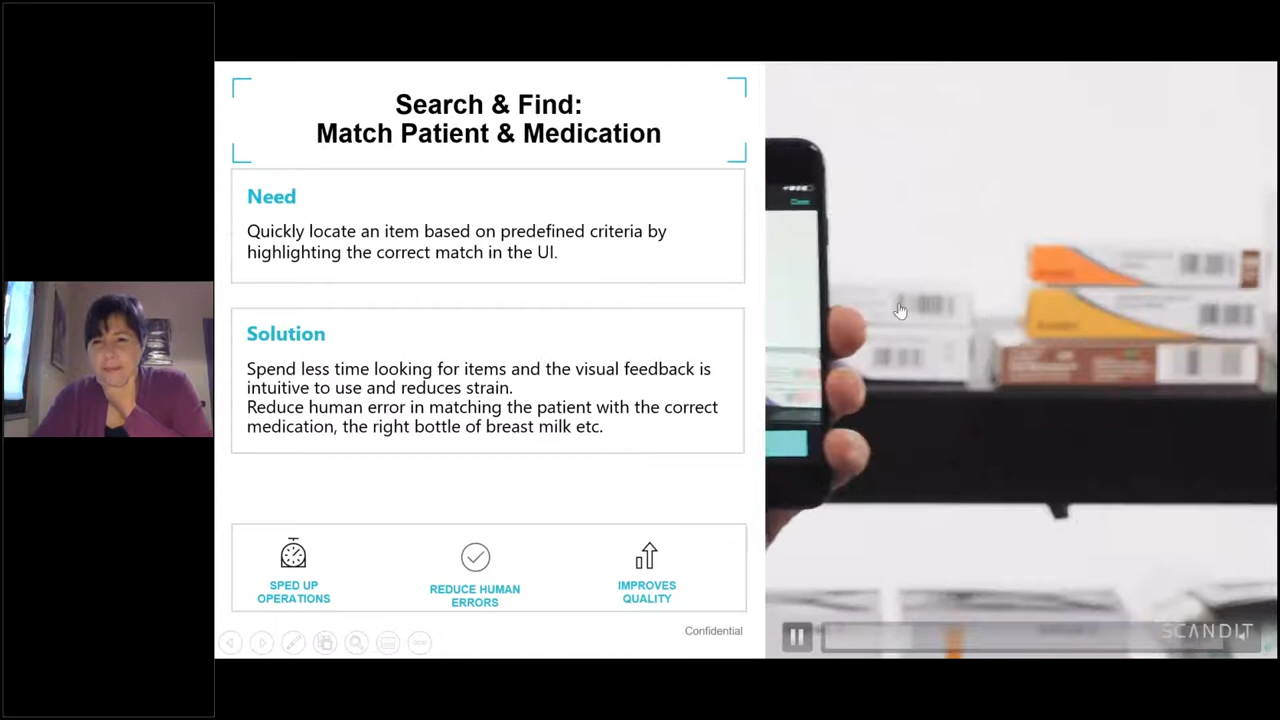 Search & Find:
Match Patient & Medication
Need
Quickly locate an item based on predefined criteria by
highlighting the correct match in the UI.
Solution
Spend less time looking for items and the visual feedback is
intuitive to use and reduces strain.
Reduce human error in matching the patient with the correct
medication, the right bottle of breast milk etc.
SPED UP
OPERATIONS
REDUCE HUMAN
ERRORS
IMPROVES
QUALITY
Confidential
SCANDIT